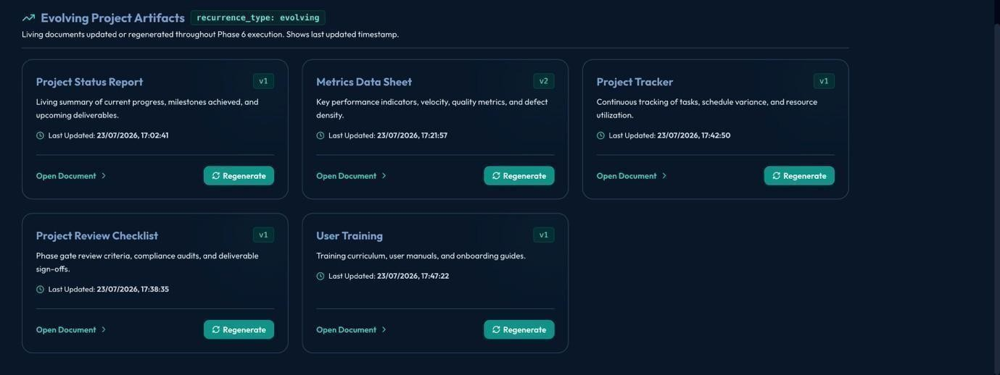 Evolving Project Artifacts recurrence_type: evolving
Living documents updated or regenerated throughout Phase 6 execution. Shows last updated timestamp.
Project Status Report v1
Living summary of current progress, milestones achieved, and
upcoming deliverables.
Last Updated: 23/07/2026, 17:02:41
Open Document
Regenerate
Metrics Data Sheet v2
Key performance indicators, velocity, quality metrics, and defect
density.
Last Updated: 23/07/2026, 17:21:57
Open Document
Regenerate
Project Tracker v1
Continuous tracking of tasks, schedule variance, and resource
utilization.
Last Updated: 23/07/2026, 17:42:50
Open Document
Regenerate
Project Review Checklist v1
Phase gate review criteria, compliance audits, and deliverable
sign-offs.
Last Updated: 23/07/2026, 17:38:35
Open Document
Regenerate
User Training v1
Training curriculum, user manuals, and onboarding guides.
Last Updated: 23/07/2026, 17:47:22
Open Document
Regenerate